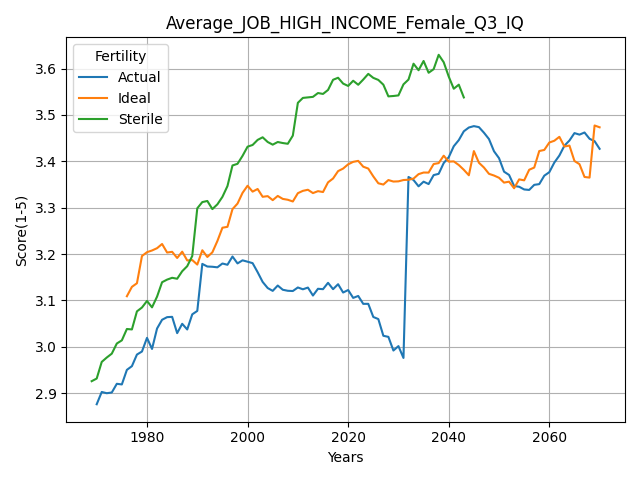 Average_JOB_HIGH_INCOME_Female_Q3_IQ
Fertility
Actual
Ideal
Sterile
Score(1-5)
3.6
3.5
3.4
3.3
3.2
3.1
3.0
2.9
1980 2000 2020 2040 2060
Years